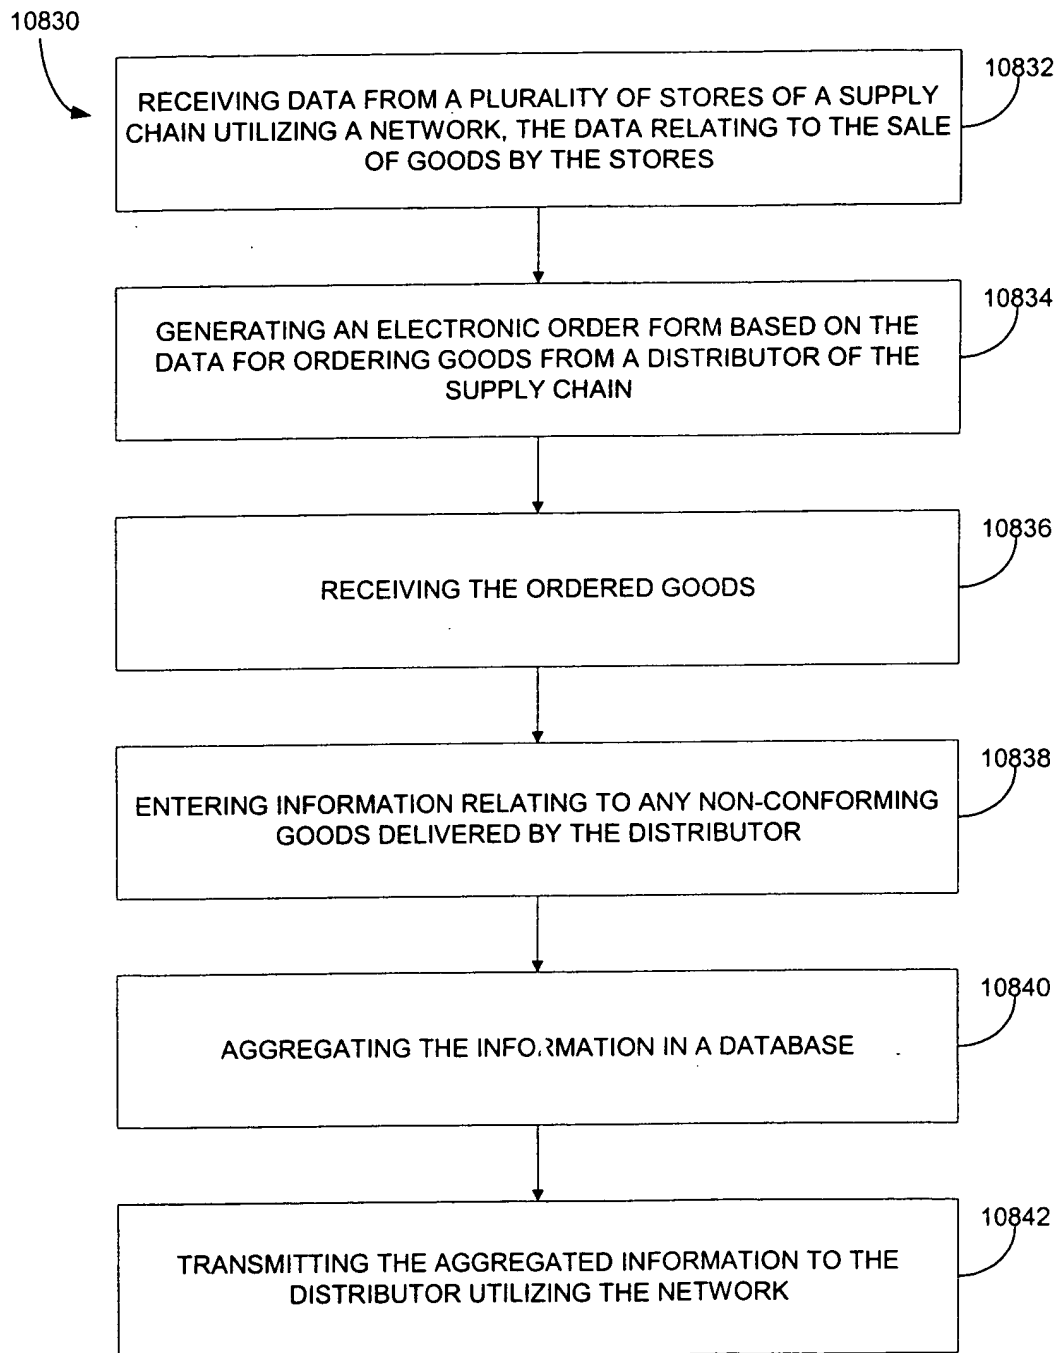 10830
10832
RECEIVING DATA FROM A PLURALITY OF STORES OF A SUPPLY
CHAIN UTILIZING A NETWORK, THE DATA RELATING TO THE SALE
OF GOODS BY THE STORES
10834
GENERATING AN ELECTRONIC ORDER FORM BASED ON THE
DATA FOR ORDERING GOODS FROM A DISTRIBUTOR OF THE
SUPPLY CHAIN
10836
RECEIVING THE ORDERED GOODS
10838
ENTERING INFORMATION RELATING TO ANY NON-CONFORMING
GOODS DELIVERED BY THE DISTRIBUTOR
10840
AGGREGATING THE INFORMATION IN A DATABASE
10842
TRANSMITTING THE AGGREGATED INFORMATION TO THE
DISTRIBUTOR UTILIZING THE NETWORK